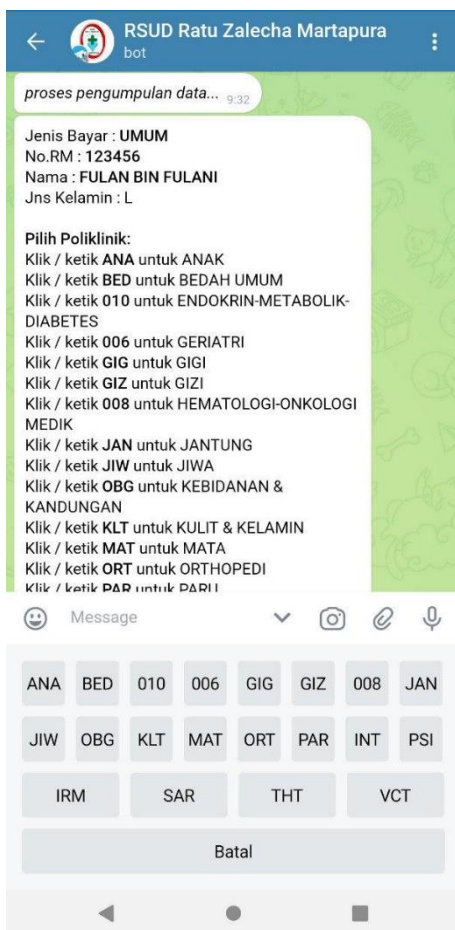 RSUD Ratu Zalecha Martapura
bot
proses pengumpulan data... 9:32
Jenis Bayar : UMUM
No.RM : 123456
Nama : FULAN BIN FULANI
Jns Kelamin : L
Pilih Poliklinik:
Klik / ketik ANA untuk ANAK
Klik / ketik BED untuk BEDAH UMUM
Klik / ketik 010 untuk ENDOKRIN-METABOLIK-
DIABETES
Klik / ketik 006 untuk GERIATRI
Klik / ketik GIG untuk GIGI
Klik / ketik GIZ untuk GIZI
Klik / ketik 008 untuk HEMATOLOGI-ONKOLOGI
MEDIK
Klik / ketik JAN untuk JANTUNG
Klik / ketik JIW untuk JIWA
Klik / ketik OBG untuk KEBIDANAN &
KANDUNGAN
Klik / ketik KLT untuk KULIT & KELAMIN
Klik / ketik MAT untuk MATA
Klik / ketik ORT untuk ORTHOPEDI
Klik / ketik PAR untuk PARU
Message
ANA BED 010 006 GIG GIZ 008 JAN
JIW OBG KLT MAT ORT PAR INT PSI
IRM SAR THT VCT
Batal